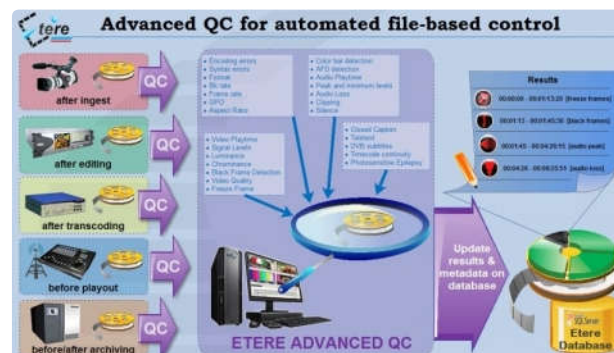 Etere
Advanced QC for automated file-based control
after ingest
QC
after editing
QC
after transcoding
QC
before playout
QC
before/after archiving
QC
• Encoding errors
• Syntax errors
• Format
• Bit rate
• Frame rate
• GPO
• Aspect Ratio
• Color bar detection
• AFD detection
• Audio Playtime
• Peak and minimum levels
• Audio Loss
• Clipping
• Silence
• Video Playtime
• Signal Levels
• Luminance
• Chrominance
• Black Frame Detection
• Video Quality
• Freeze Frame
• Closed Caption
• Teletext
• DVB subtitles
• Timecode continuity
• Photosensitive Epilepsy
ETERE ADVANCED QC
Update
results &
metadata on
database
Results
[freeze frames]
[black frames]
[audio peak]
[audio loss]
SQL Server
Etere
Database